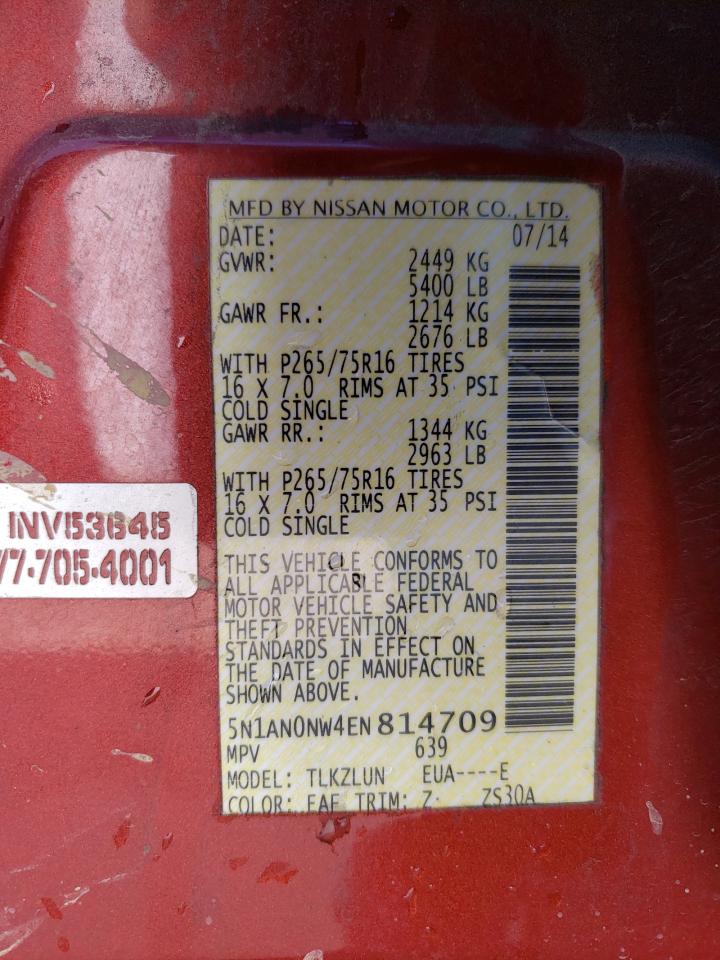 MFD BY NISSAN MOTOR CO., LTD.
DATE: 07/14
GVWR: 2449 KG
5400 LB
GAWR FR.: 1214 KG
2676 LB
WITH P265/75R16 TIRES
16 X 7.0 RIMS AT 35 PSI
COLD SINGLE
GAWR RR.: 1344 KG
2963 LB
WITH P265/75R16 TIRES
16 X 7.0 RIMS AT 35 PSI
COLD SINGLE
THIS VEHICLE CONFORMS TO
ALL APPLICABLE FEDERAL
MOTOR VEHICLE SAFETY AND
THEFT PREVENTION
STANDARDS IN EFFECT ON
THE DATE OF MANUFACTURE
SHOWN ABOVE.
5N1AN0NW4EN814709
MPV 639
MODEL: TLKZLUN EUA----E
COLOR: EAF TRIM: Z- ZS30A
INV53645
77-705-4001